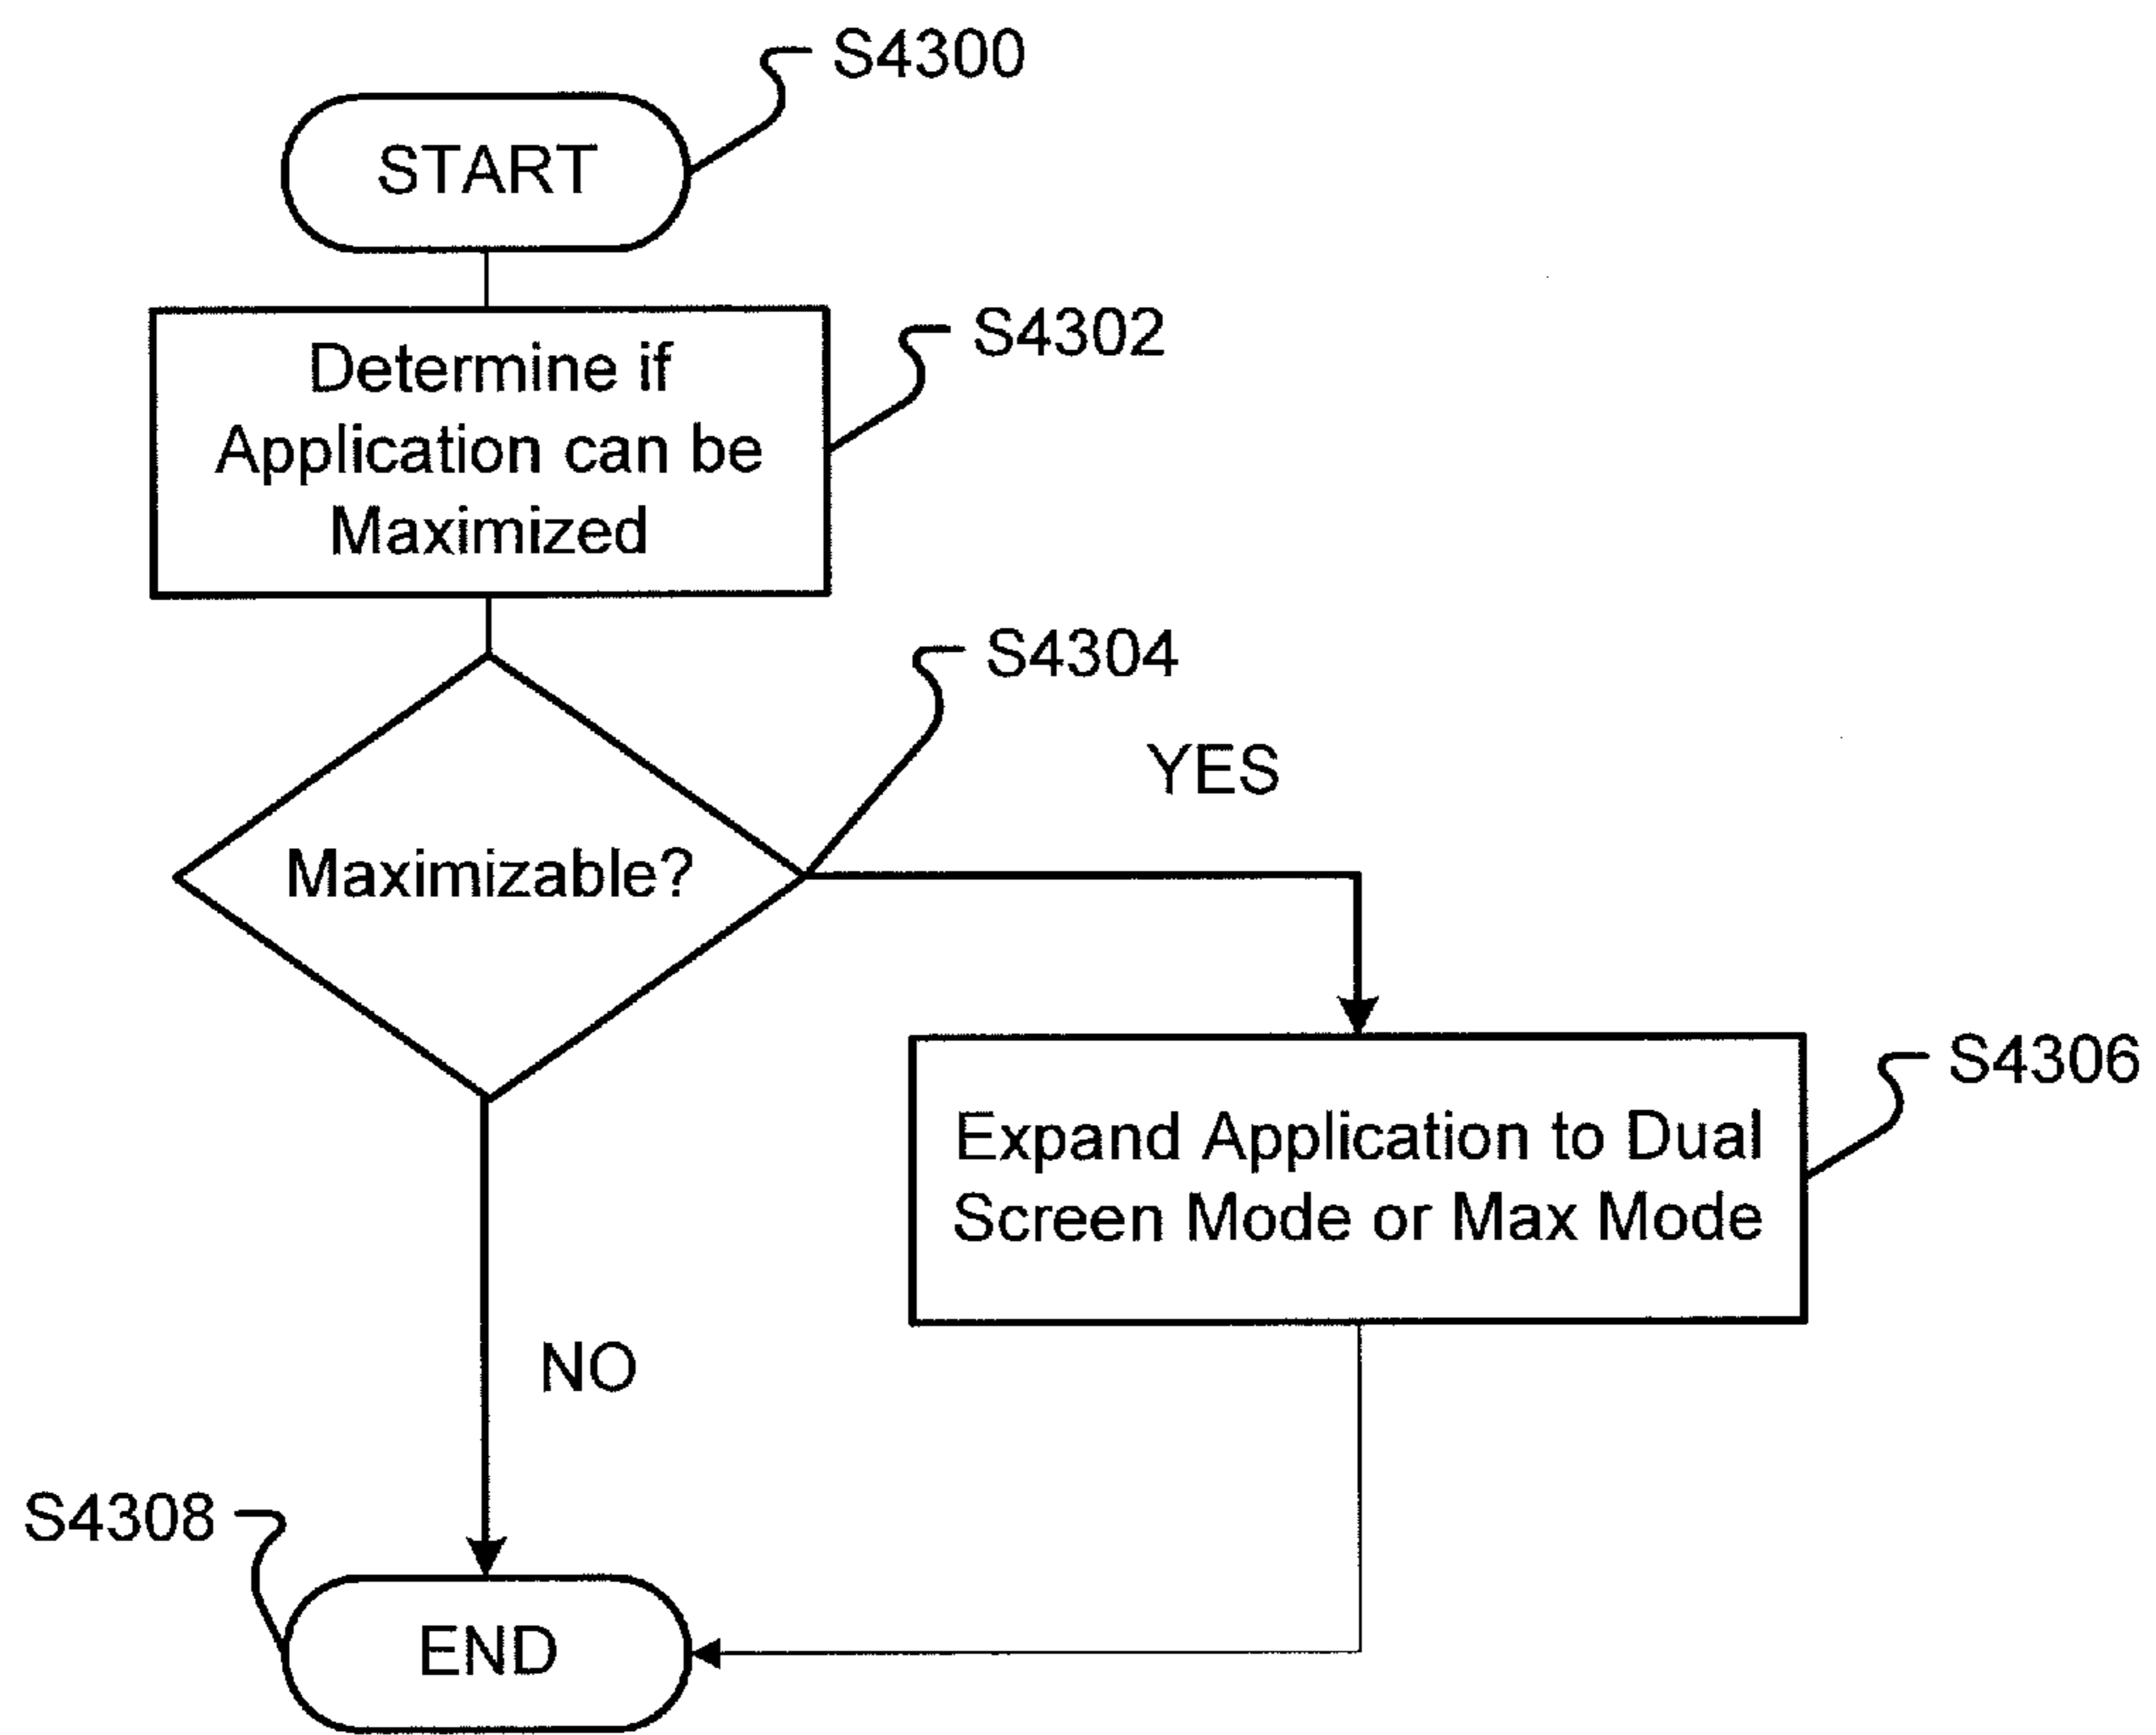 S4300
START
S4302
Determine if
Application can be
Maximized
S4304
YES
Maximizable?
S4306
Expand Application to Dual
Screen Mode or Max Mode
NO
S4308
END